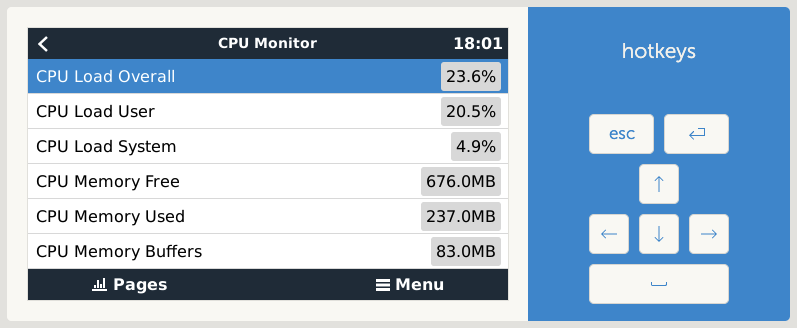 CPU Monitor 18:01
CPU Load Overall 23.6%
CPU Load User 20.5%
CPU Load System 4.9%
CPU Memory Free 676.0MB
CPU Memory Used 237.0MB
CPU Memory Buffers 83.0MB
Pages Menu
hotkeys
esc